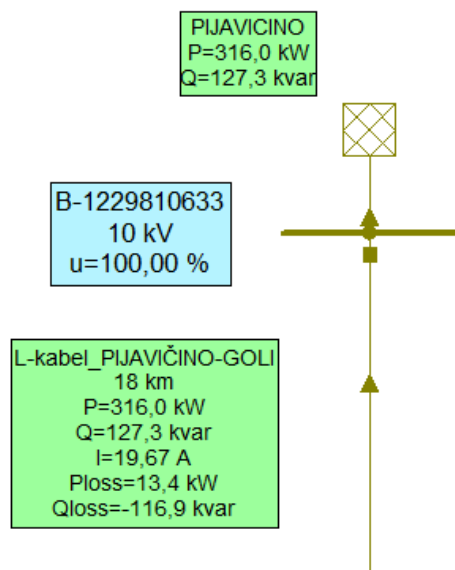 PIJAVICINO
P=316,0 kW
Q=127,3 kvar
B-1229810633
10 kV
u=100,00 %
L-kabel_PIJAVIČINO-GOLI
18 km
P=316,0 kW
Q=127,3 kvar
I=19,67 A
Ploss=13,4 kW
Qloss=-116,9 kvar